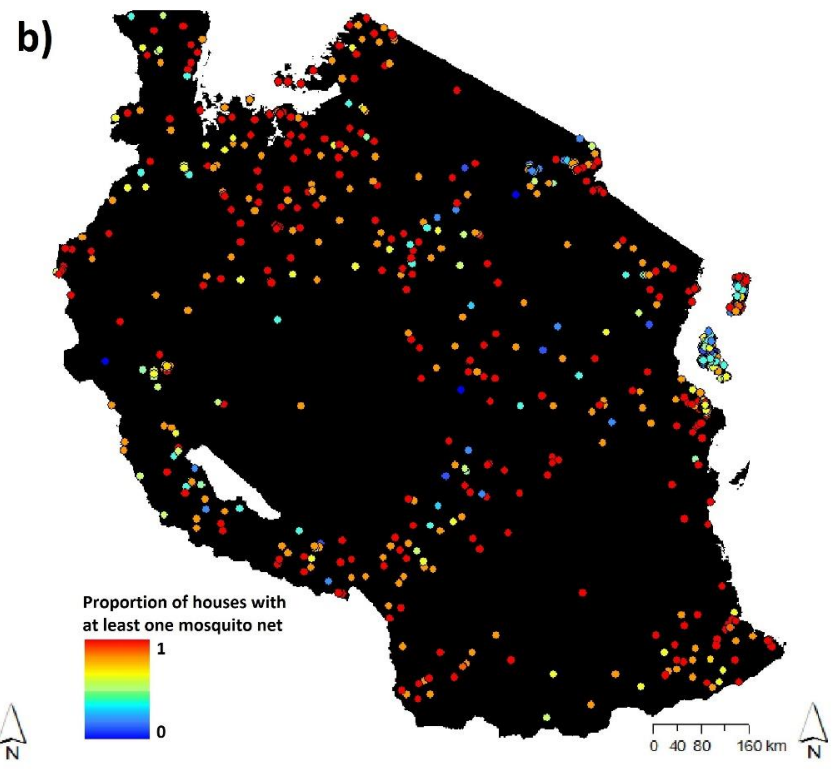 b)
Proportion of houses with
at least one mosquito net
1
0
N
0 40 80 160 km
N